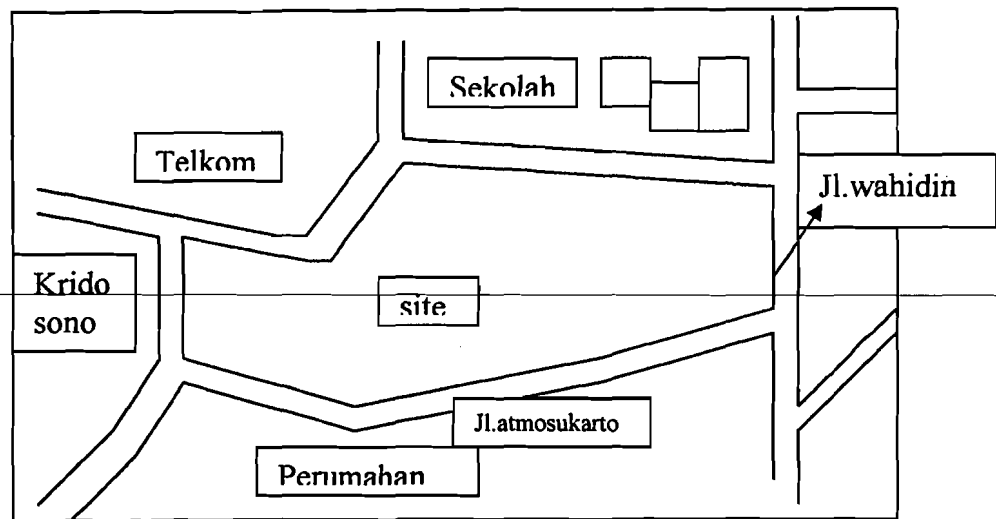 Sekolah
Telkom
Jl.wahidin
Krido
sono
site
Jl.atmosukarto
Perumahan